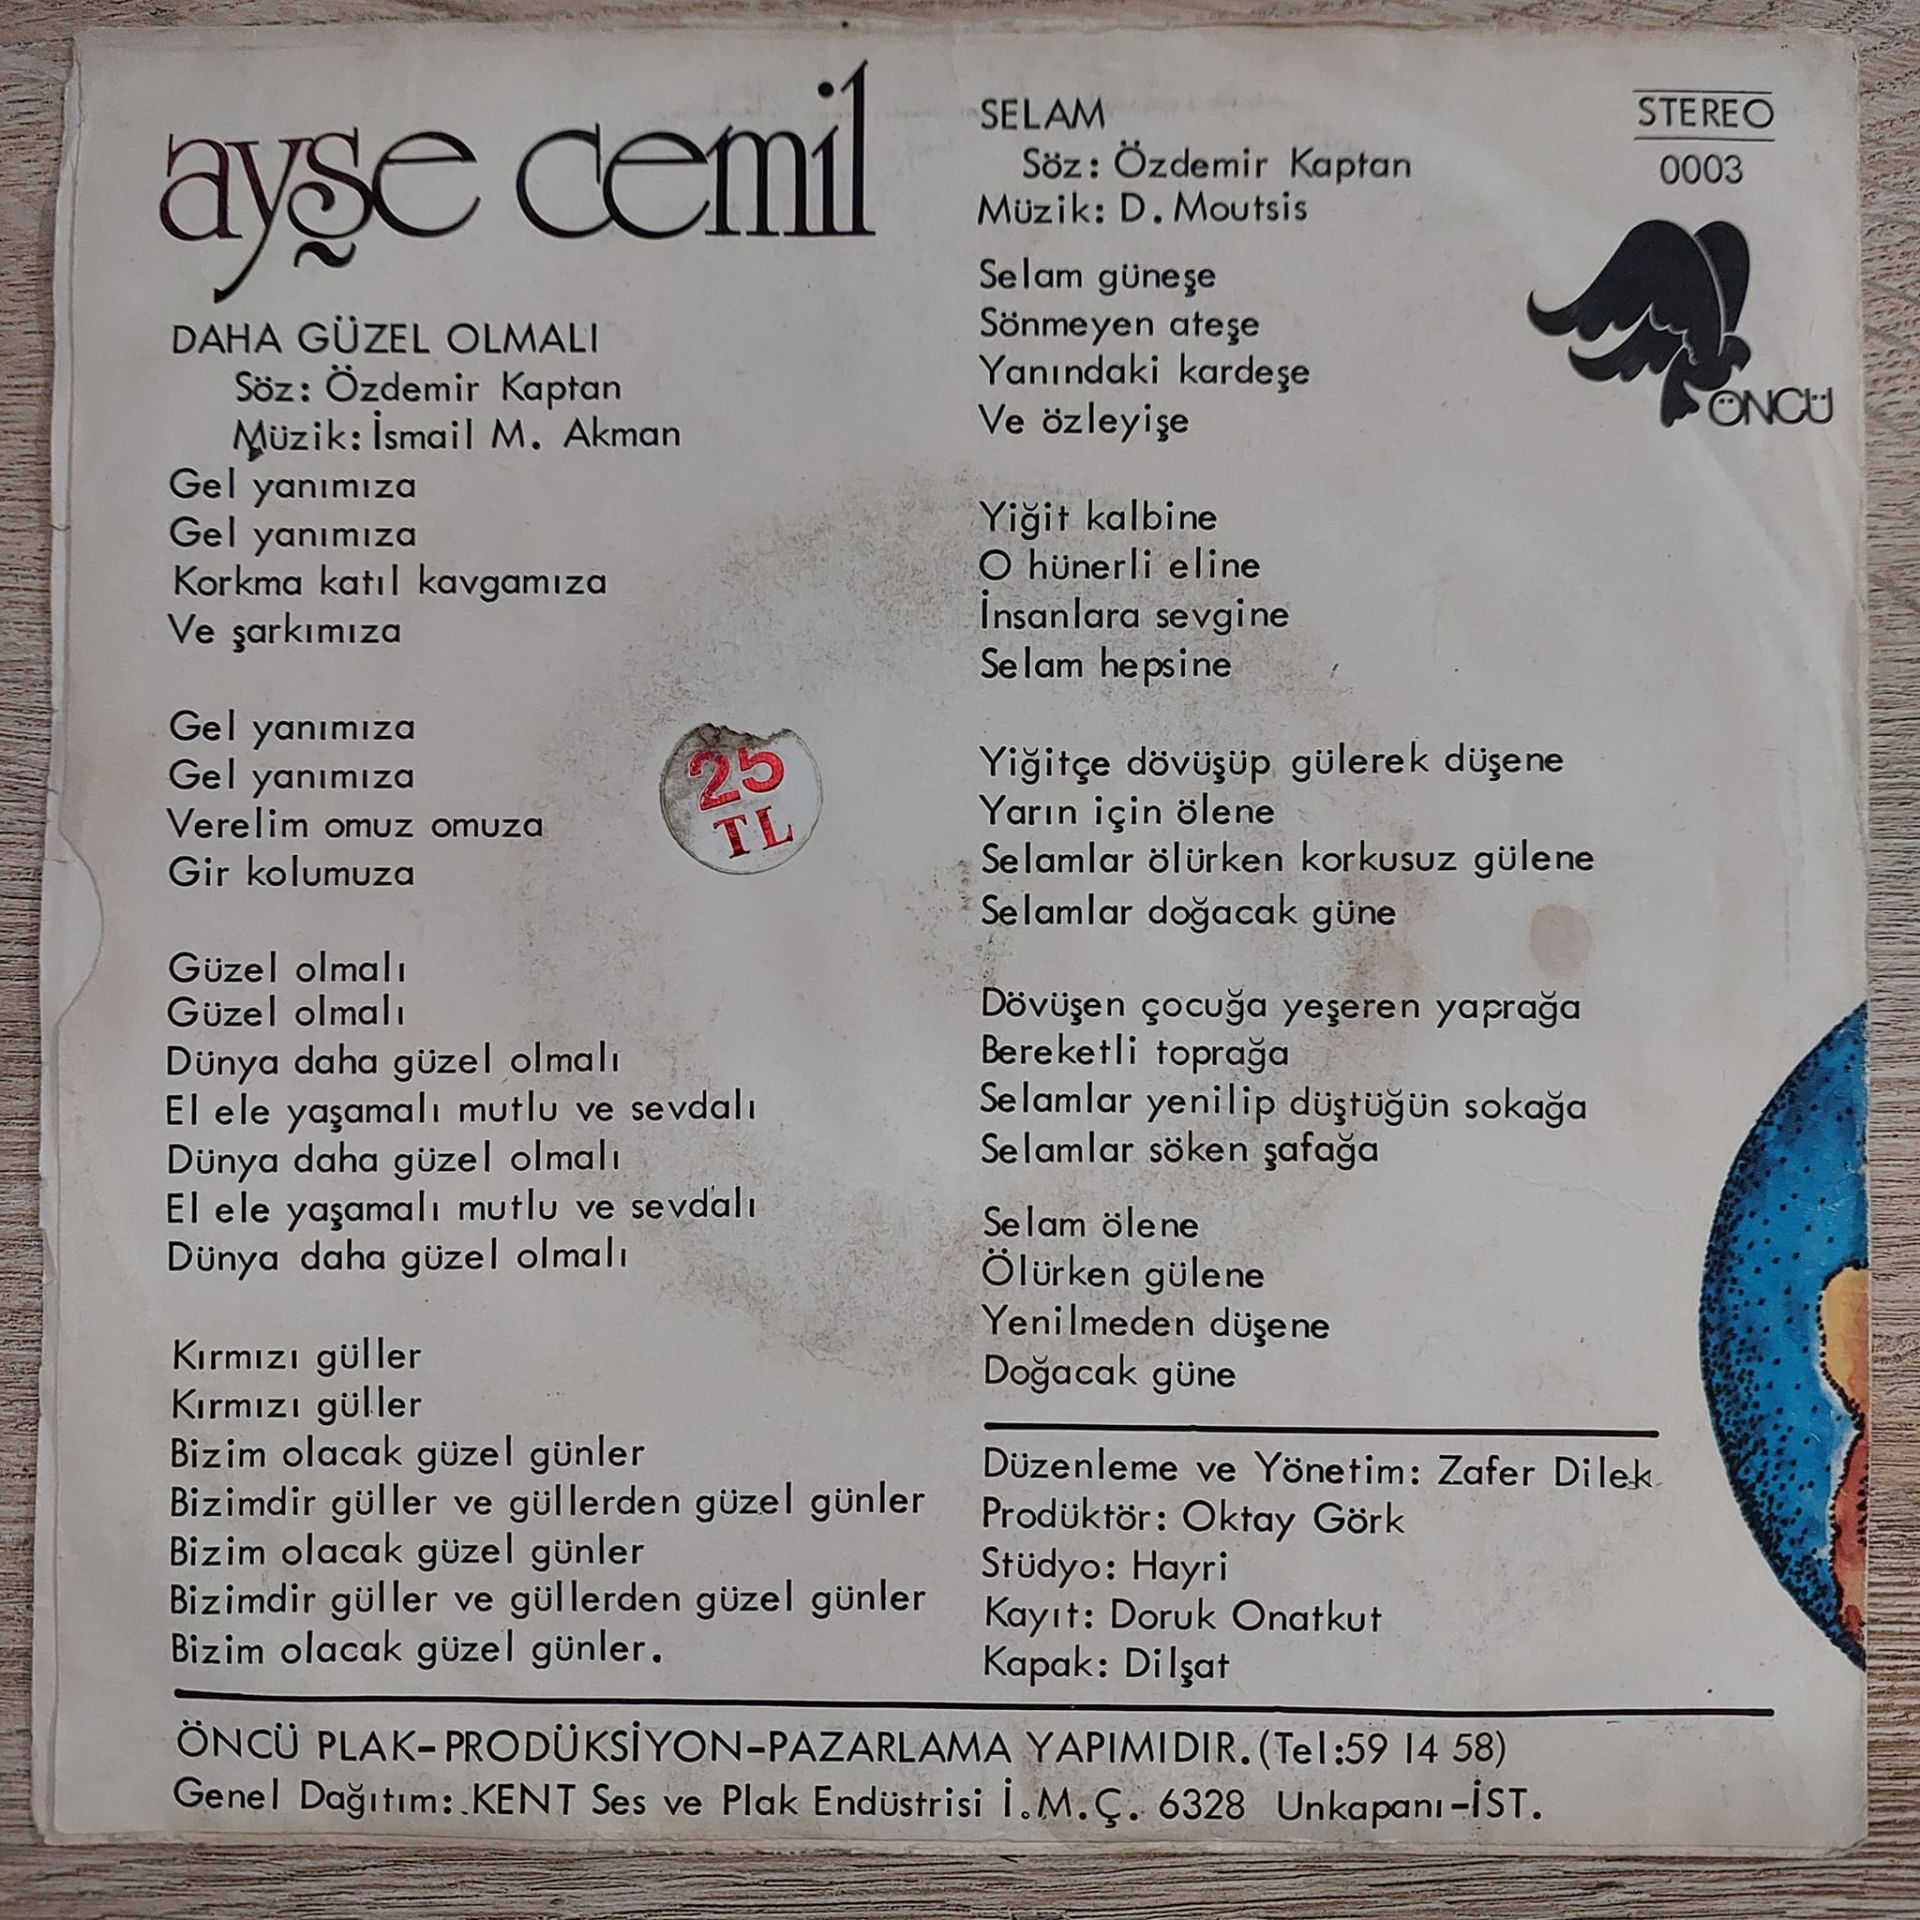 ayşe cemil
DAHA GÜZEL OLMALI
Söz: Özdemir Kaptan
Müzik: İsmail M. Akman
Gel yanımıza
Gel yanımıza
Korkma katıl kavgamıza
Ve şarkımıza
Gel yanımıza
Gel yanımıza
Verelim omuz omuza
Gir kolumuza
Güzel olmalı
Güzel olmalı
Dünya daha güzel olmalı
El ele yaşamalı mutlu ve sevdalı
Dünya daha güzel olmalı
El ele yaşamalı mutlu ve sevdalı
Dünya daha güzel olmalı
Kırmızı güller
Kırmızı güller
Bizim olacak güzel günler
Bizimdir güller ve güllerden güzel günler
Bizim olacak güzel günler
Bizimdir güller ve güllerden güzel günler
Bizim olacak güzel günler.
25
TL
SELAM
Söz: Özdemir Kaptan
Müzik: D. Moutsis
Selam güneşe
Sönmeyen ateşe
Yanındaki kardeşe
Ve özleyişe
Yiğit kalbine
O hünerli eline
İnsanlara sevgine
Selam hepsine
Yiğitçe dövüşüp gülerek düşene
Yarın için ölene
Selamlar ölürken korkusuz gülene
Selamlar doğacak güne
Dövüşen çocuğa yeşeren yaprağa
Bereketli toprağa
Selamlar yenilip düştüğün sokağa
Selamlar söken şafağa
Selam ölene
Ölürken gülene
Yenilmeden düşene
Doğacak güne
STEREO
0003
ÖNCÜ
Düzenleme ve Yönetim: Zafer Dilek
Prodüktör: Oktay Görk
Stüdyo: Hayri
Kayıt: Doruk Onatkut
Kapak: Dilşat
ÖNCÜ PLAK-PRODÜKSİYON-PAZARLAMA YAPIMIDIR.(Tel:59 14 58)
Genel Dağıtım: KENT Ses ve Plak Endüstrisi İ.M.Ç. 6328 Unkapanı-İST.